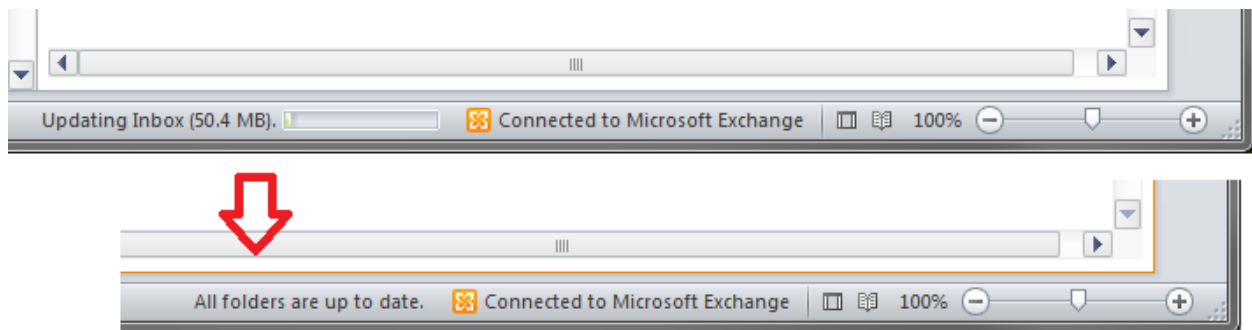 Updating Inbox (50.4 MB). Connected to Microsoft Exchange 100%
All folders are up to date. Connected to Microsoft Exchange 100%